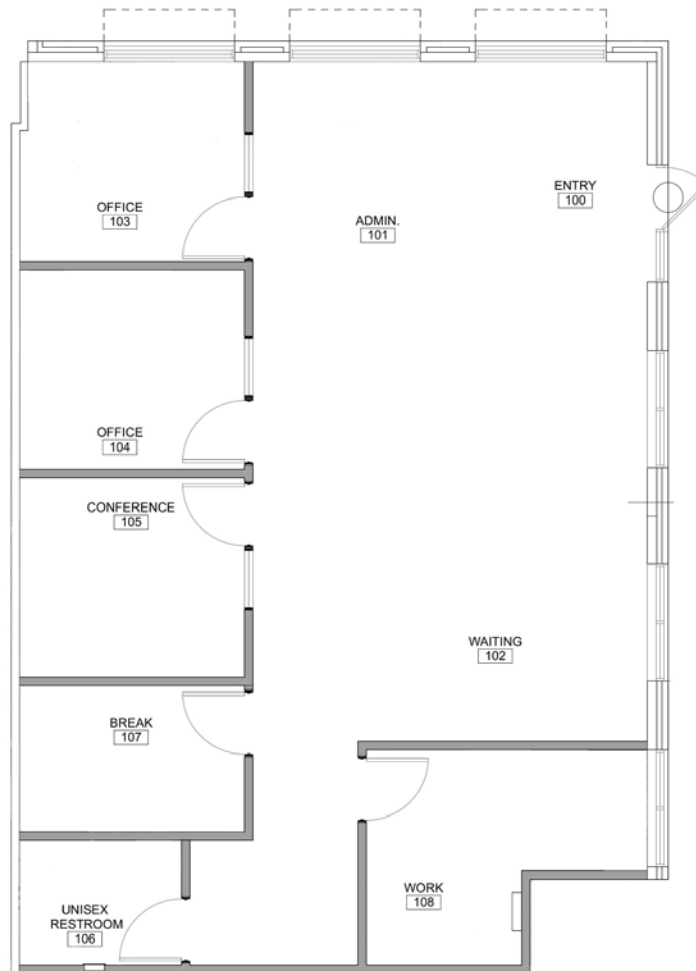 OFFICE
103
ADMIN.
101
ENTRY
100
OFFICE
104
CONFERENCE
105
WAITING
102
BREAK
107
UNISEX
RESTROOM
106
WORK
108